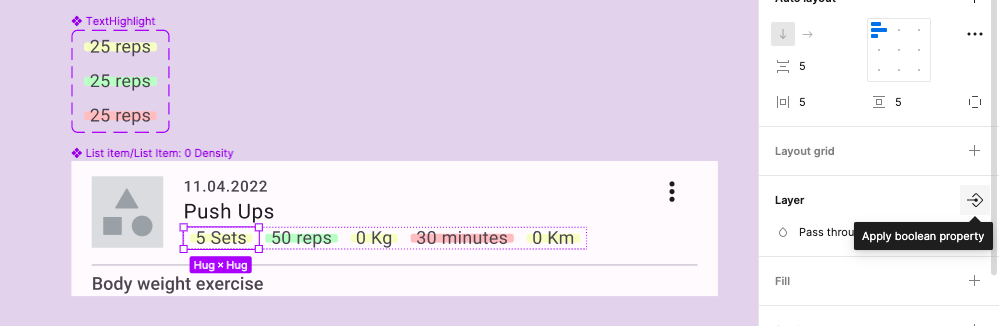 Auto layout
TextHighlight
25 reps
25 reps
25 reps
5
5
5
List item/List Item: 0 Density
11.04.2022
Push Ups
5 Sets 50 reps 0 Kg 30 minutes 0 Km
Hug × Hug
Body weight exercise
Layout grid
Layer
Pass throu
Apply boolean property
Fill